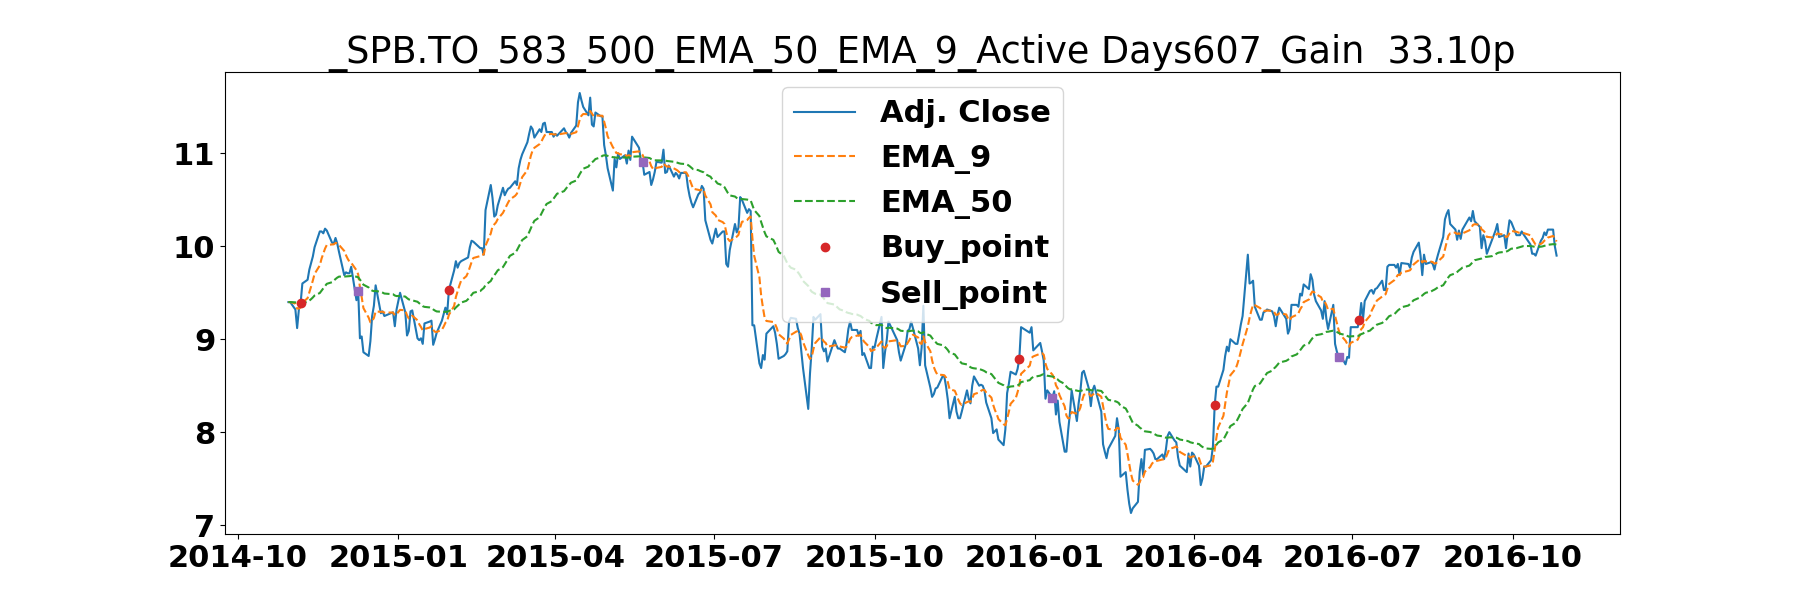 _SPB.TO_583_500_EMA_50_EMA_9_Active Days607_Gain  33.10p
Adj. Close
EMA_9
EMA_50
Buy_point
Sell_point
11
10
9
8
7
2014-10 2015-01 2015-04 2015-07 2015-10 2016-01 2016-04 2016-07 2016-10